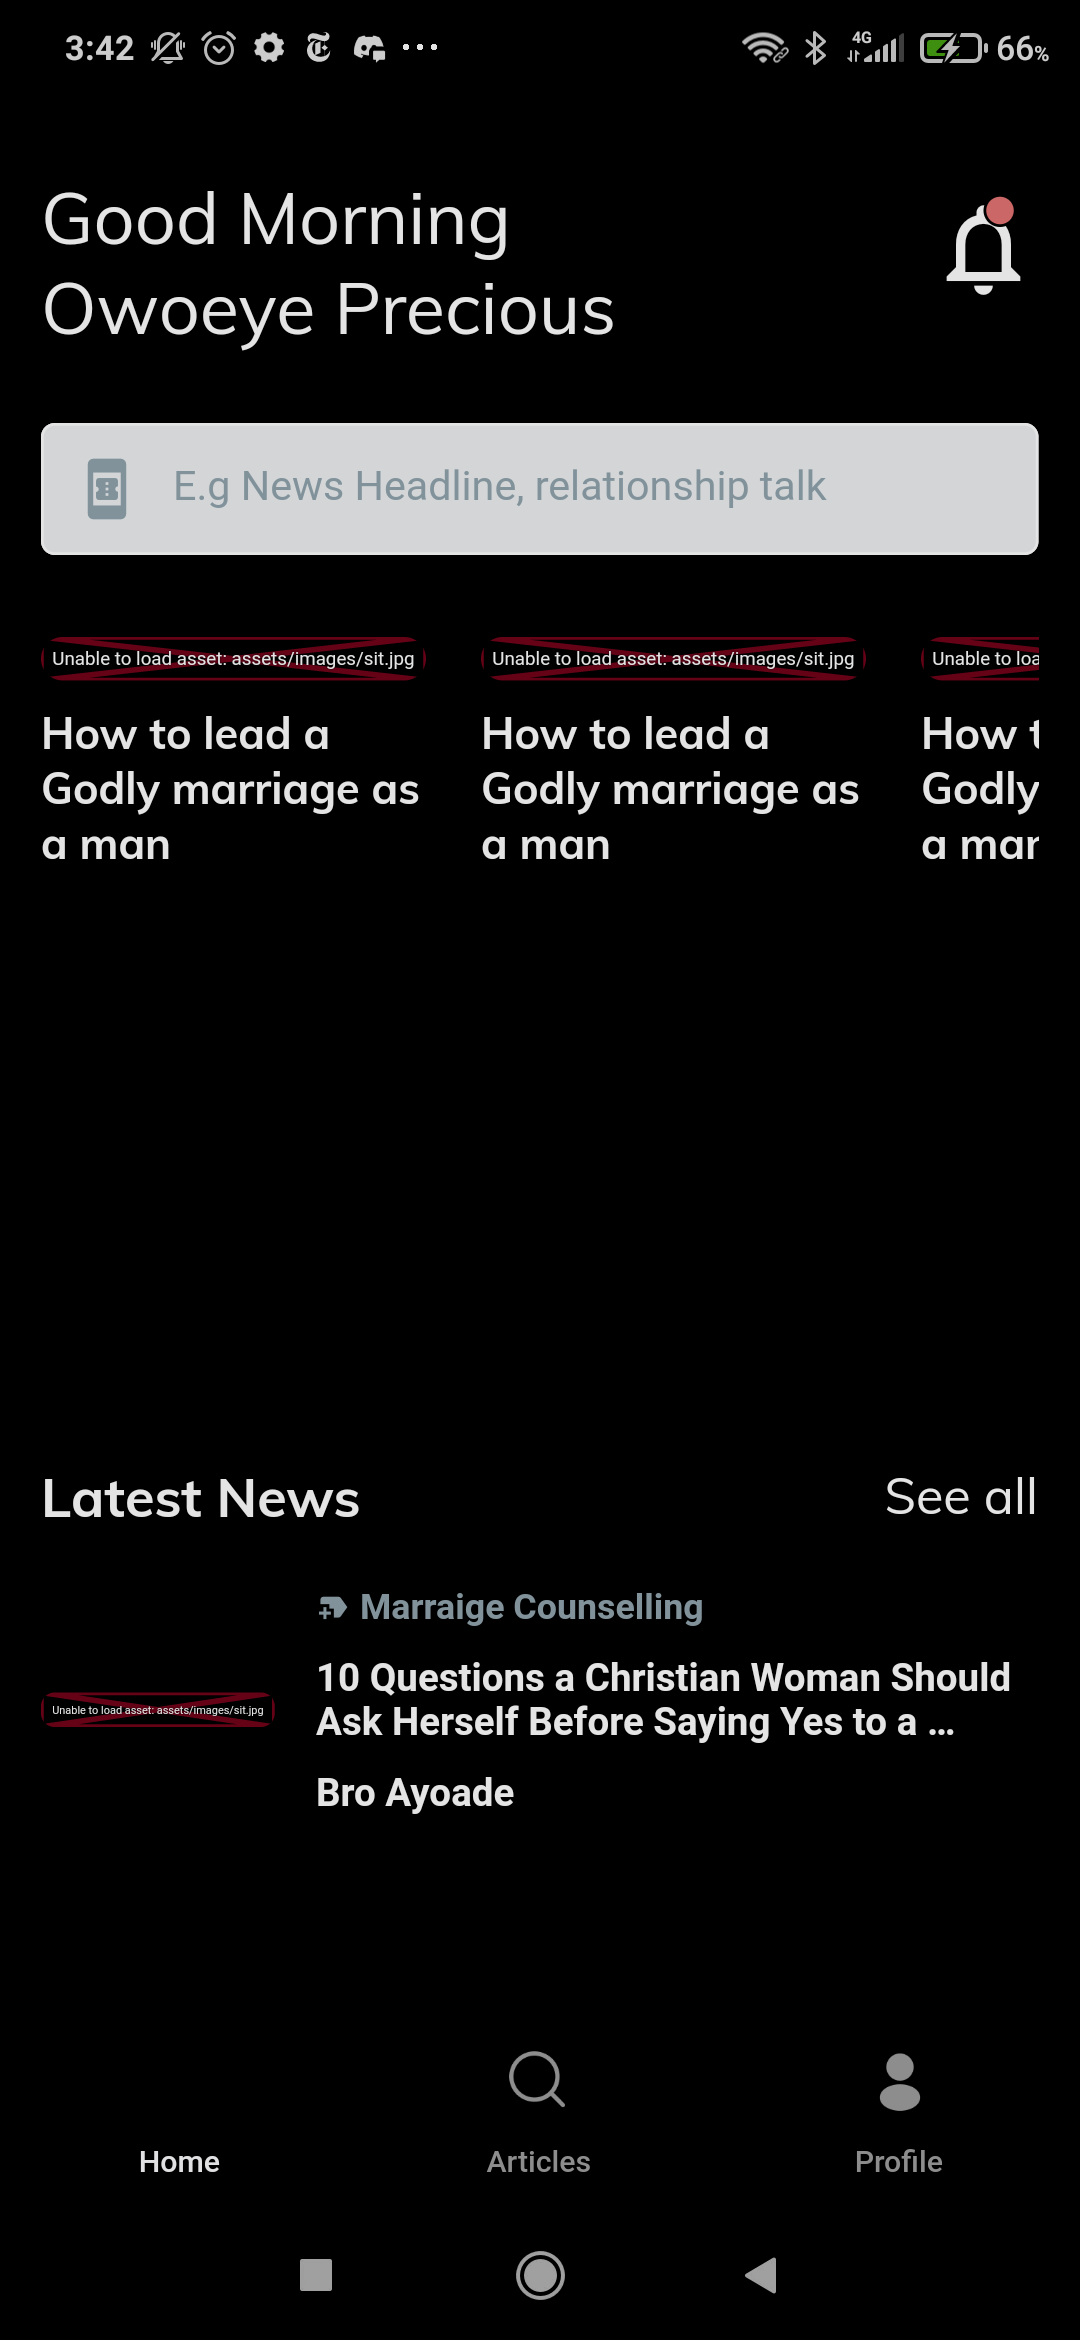 3:42
4G
66%
Good Morning
Owoeye Precious
E.g News Headline, relationship talk
Unable to load asset: assets/images/sit.jpg
Unable to load asset: assets/images/sit.jpg
Unable to loa
How to lead a
Godly marriage as
a man
How to lead a
Godly marriage as
a man
How t
Godly
a mar
Latest News
See all
Marraige Counselling
10 Questions a Christian Woman Should
Ask Herself Before Saying Yes to a ...
Unable to load asset: assets/images/sit.jpg
Bro Ayoade
Home
Articles
Profile